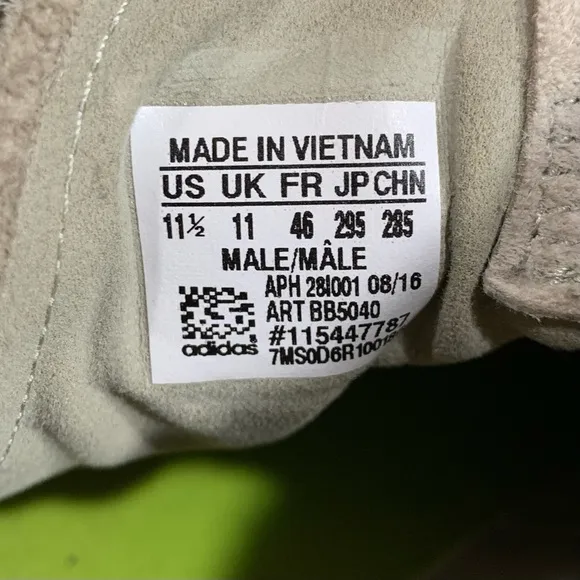 MADE IN VIETNAM
US UK FR JP CHN
11½ 11 46 295 285
MALE/MÂLE
APH 28I001 08/16
ART BB5040
#115447787
adidas